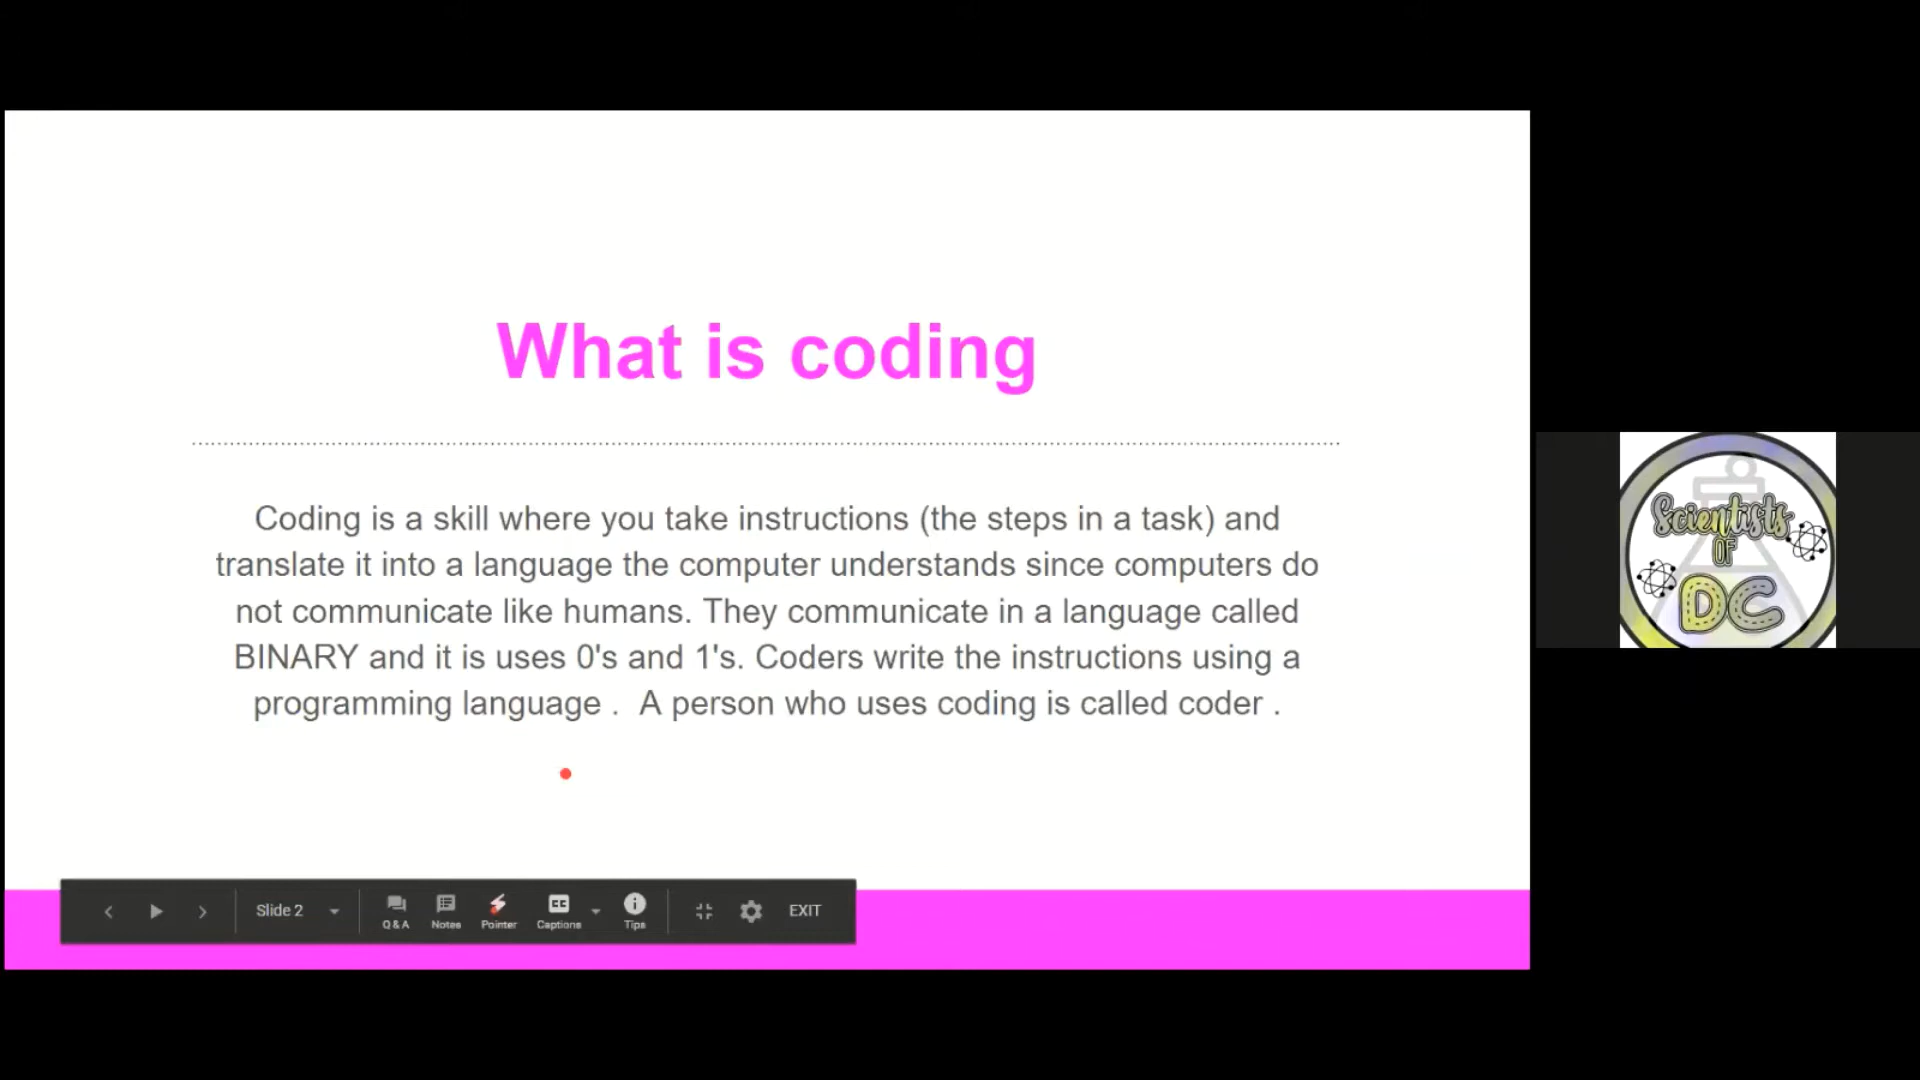 What is coding
Coding is a skill where you take instructions (the steps in a task) and
translate it into a language the computer understands since computers do
not communicate like humans. They communicate in a language called
BINARY and it is uses 0's and 1's. Coders write the instructions using a
programming language .  A person who uses coding is called coder .
Scientists
OF
DC
Slide 2
Q & A
Notes
Pointer
CC
Captions
Tips
EXIT